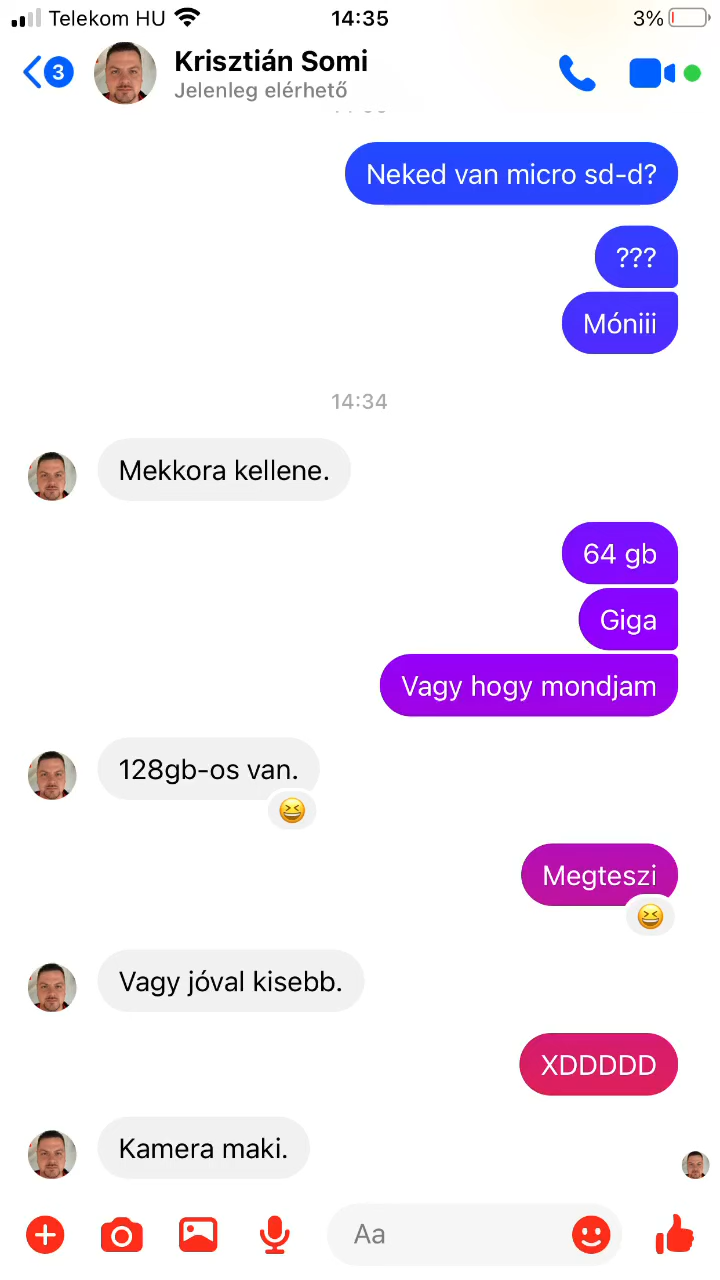 Telekom HU 14:35 3%
3 Krisztián Somi
Jelenleg elérhető
Neked van micro sd-d?
???
Móniii
14:34
Mekkora kellene.
64 gb
Giga
Vagy hogy mondjam
128gb-os van.
Megteszi
Vagy jóval kisebb.
XDDDDD
Kamera maki.
Aa